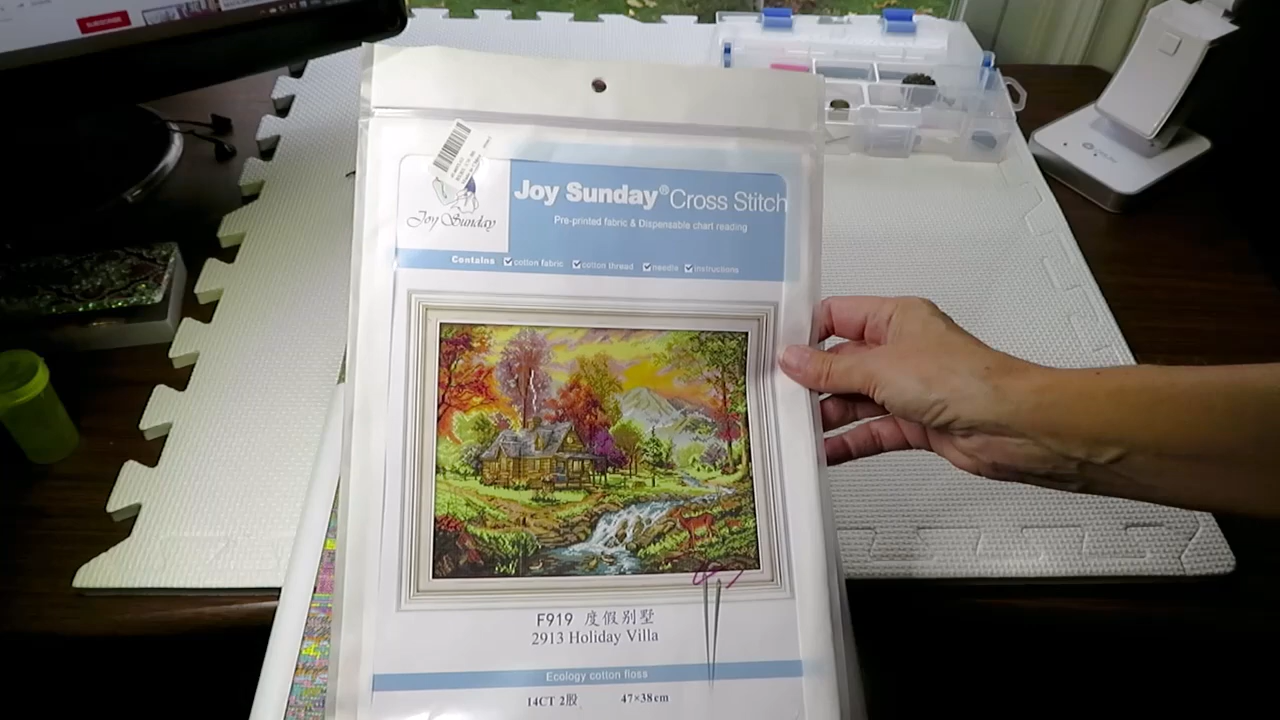 SUBSCRIBE
Joy Sunday® Cross Stitch
Joy Sunday
Pre-printed fabric & Dispensable chart reading
Contains cotton fabric cotton thread needle instructions
F919 度假别墅
2913 Holiday Villa
Ecology cotton floss
14CT 2股 47×38cm